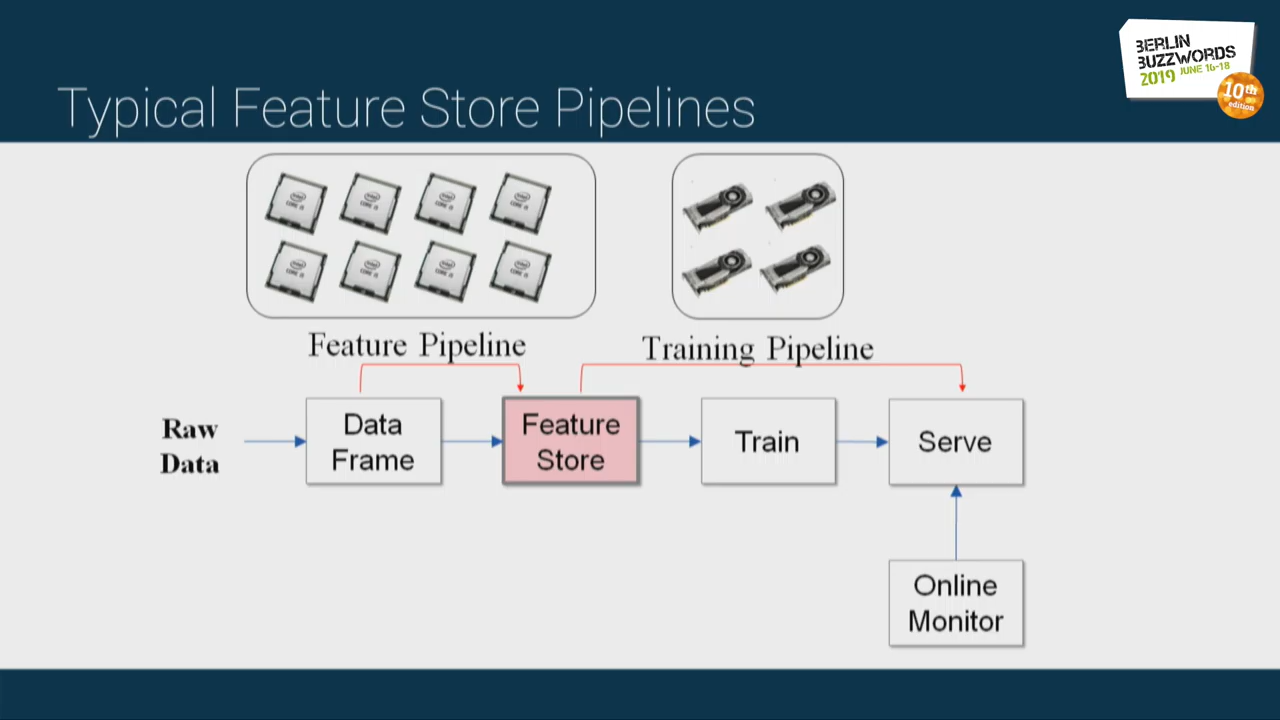 BERLIN
BUZZWORDS
2019 JUNE 16-18
10th
edition
Typical Feature Store Pipelines
Feature Pipeline
Training Pipeline
Raw
Data
Data
Frame
Feature
Store
Train
Serve
Online
Monitor